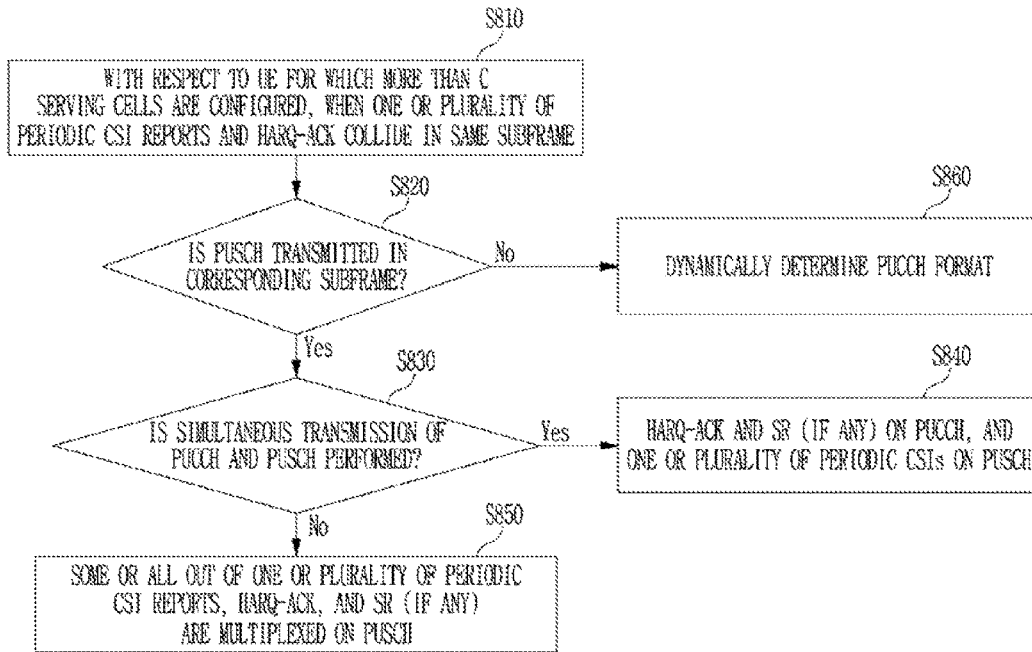 S810
WITH RESPECT TO UE FOR WHICH MORE THAN C
SERVING CELLS ARE CONFIGURED, WHEN ONE OR PLURALITY OF
PERIODIC CSI REPORTS AND HARQ-ACK COLLIDE IN SAME SUBFRAME
S820
IS PUSCH TRANSMITTED IN
CORRESPONDING SUBFRAME?
No
S860
DYNAMICALLY DETERMINE PUCCH FORMAT
Yes
S830
IS SIMULTANEOUS TRANSMISSION OF
PUCCH AND PUSCH PERFORMED?
Yes
S840
HARQ-ACK AND SR (IF ANY) ON PUCCH, AND
ONE OR PLURALITY OF PERIODIC CSIs ON PUSCH
No
S850
SOME OR ALL OUT OF ONE OR PLURALITY OF PERIODIC
CSI REPORTS, HARQ-ACK, AND SR (IF ANY)
ARE MULTIPLEXED ON PUSCH